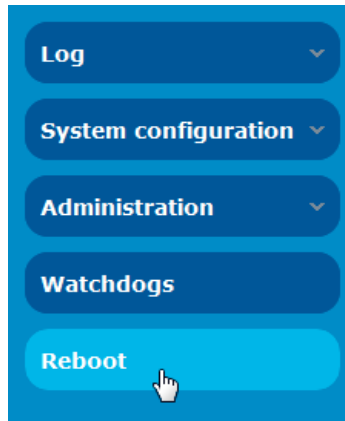 Log
System configuration
Administration
Watchdogs
Reboot